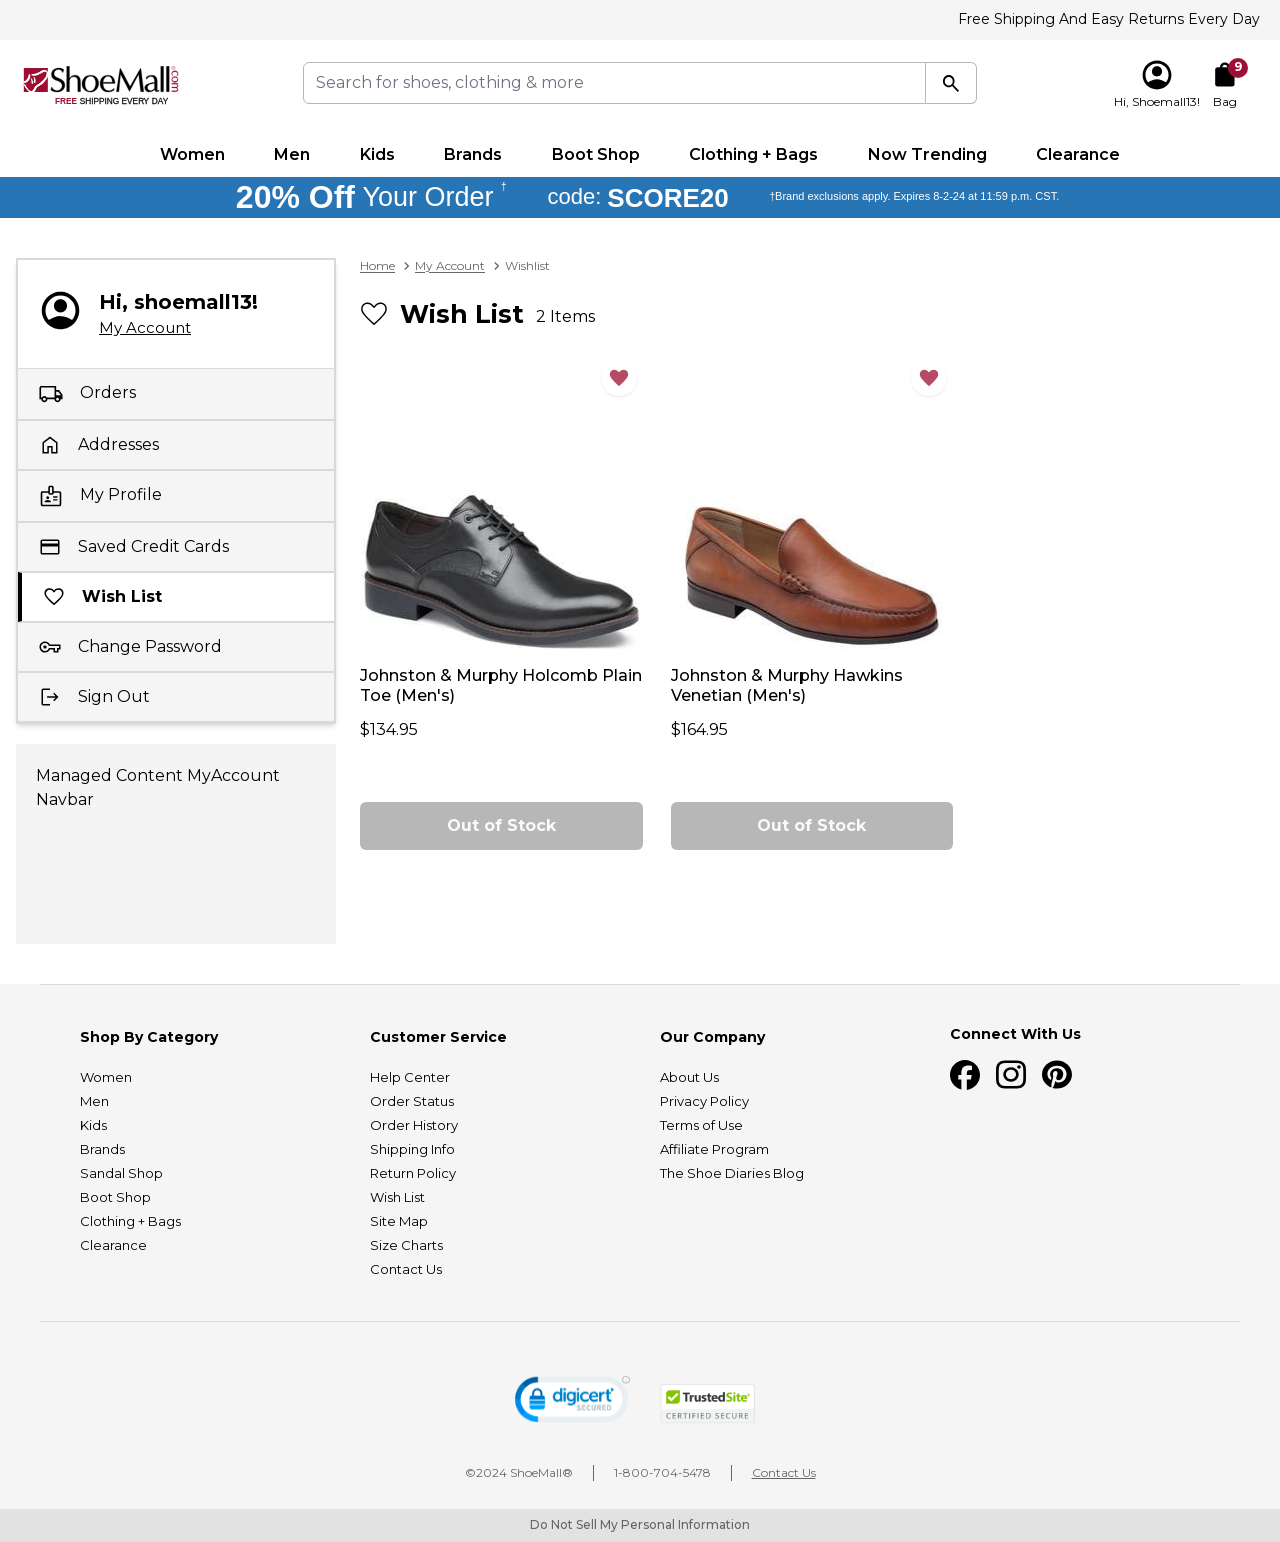 Free Shipping And Easy Returns Every Day
ShoeMall.com
FREE SHIPPING EVERY DAY
Search for shoes, clothing & more
Hi, Shoemall13!
9
Bag
Women Men Kids Brands Boot Shop Clothing + Bags Now Trending Clearance
20% Off Your Order † code: SCORE20 †Brand exclusions apply. Expires 8-2-24 at 11:59 p.m. CST.
Hi, shoemall13!
My Account
Orders
Addresses
My Profile
Saved Credit Cards
Wish List
Change Password
Sign Out
Managed Content MyAccount
Navbar
Home > My Account > Wishlist
Wish List 2 Items
Johnston & Murphy Holcomb Plain
Toe (Men's)
$134.95
Out of Stock
Johnston & Murphy Hawkins
Venetian (Men's)
$164.95
Out of Stock
Shop By Category
Women
Men
Kids
Brands
Sandal Shop
Boot Shop
Clothing + Bags
Clearance
Customer Service
Help Center
Order Status
Order History
Shipping Info
Return Policy
Wish List
Site Map
Size Charts
Contact Us
Our Company
About Us
Privacy Policy
Terms of Use
Affiliate Program
The Shoe Diaries Blog
Connect With Us
digicert
SECURED
TrustedSite
CERTIFIED SECURE
©2024 ShoeMall® 1-800-704-5478 Contact Us
Do Not Sell My Personal Information